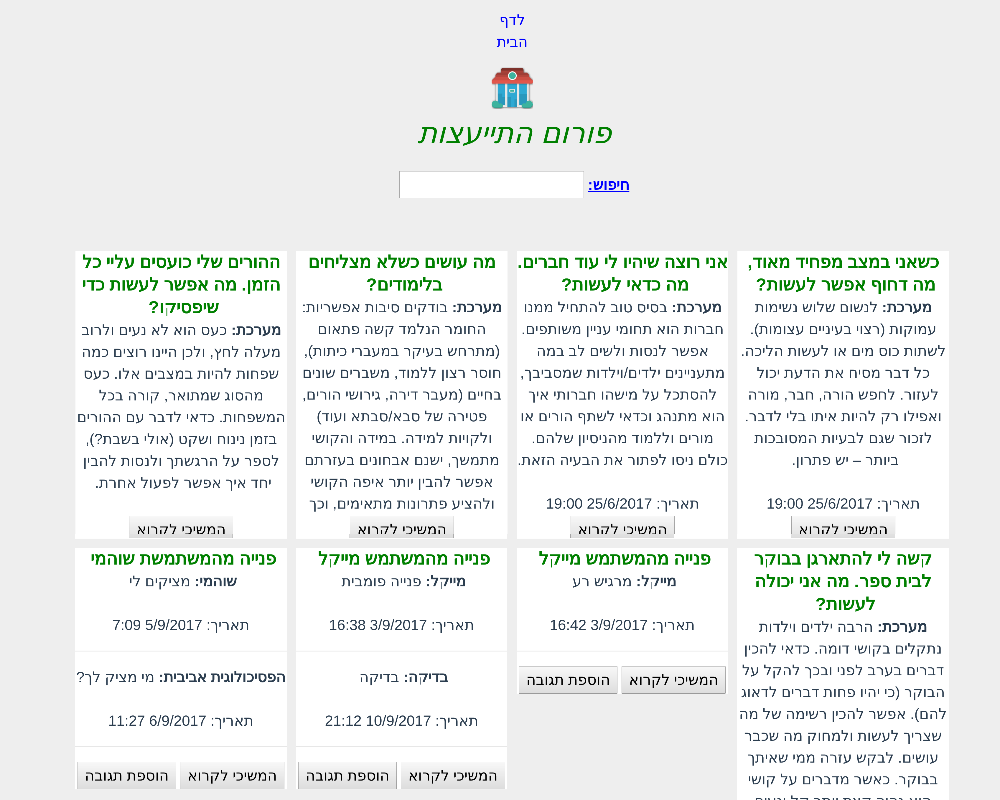 לדף
הבית
פורום התייעצות
חיפוש:
כשאני במצב מפחיד מאוד,
מה דחוף אפשר לעשות?
מערכת: לנשום שלוש נשימות
עמוקות (רצוי בעיניים עצומות).
לשתות כוס מים או לעשות הליכה.
כל דבר מסיח את הדעת יכול
לעזור. לחפש הורה, חבר, מורה
ואפילו רק להיות איתו בלי לדבר.
לזכור שגם לבעיות המסובכות
ביותר – יש פתרון.
תאריך: 25/6/2017 19:00
המשיכי לקרוא
אני רוצה שיהיו לי עוד חברים.
מה כדאי לעשות?
מערכת: בסיס טוב להתחיל ממנו
חברות הוא תחומי עניין משותפים.
אפשר לנסות ולשים לב במה
מתעניינים ילדים/וילדות שמסביבך,
להסתכל על מישהו חברותי איך
הוא מתנהג וכדאי לשתף הורים או
מורים וללמוד מהניסיון שלהם.
כולם ניסו לפתור את הבעיה הזאת.
תאריך: 25/6/2017 19:00
המשיכי לקרוא
מה עושים כשלא מצליחים
בלימודים?
מערכת: בודקים סיבות אפשריות:
החומר הנלמד קשה פתאום
(מתרחש בעיקר במעברי כיתות),
חוסר רצון ללמוד, משברים שונים
בחיים (מעבר דירה, גירושי הורים,
פטירה של סבא/סבתא ועוד)
ולקויות למידה. במידה והקושי
מתמשך, ישנם אבחונים בעזרתם
אפשר להבין יותר איפה הקושי
ולהציע פתרונות מתאימים, וכך
המשיכי לקרוא
ההורים שלי כועסים עליי כל
הזמן. מה אפשר לעשות כדי
שיפסיקו?
מערכת: כעס הוא לא נעים ולרוב
מעלה לחץ, ולכן היינו רוצים כמה
שפחות להיות במצבים אלו. כעס
מהסוג שמתואר, קורה בכל
המשפחות. כדאי לדבר עם ההורים
בזמן נינוח ושקט (אולי בשבת?),
לספר על הרגשתך ולנסות להבין
יחד איך אפשר לפעול אחרת.
המשיכי לקרוא
קשה לי להתארגן בבוקר
לבית ספר. מה אני יכולה
לעשות?
מערכת: הרבה ילדים וילדות
נתקלים בקושי דומה. כדאי להכין
דברים בערב לפני ובכך להקל על
הבוקר (כי יהיו פחות דברים לדאוג
להם). אפשר להכין רשימה של מה
שצריך לעשות ולמחוק מה שכבר
עושים. לבקש עזרה ממי שאיתך
בבוקר. כאשר מדברים על קושי
פנייה מהמשתמש מייקל
מייקל: מרגיש רע
תאריך: 3/9/2017 16:42
המשיכי לקרוא הוספת תגובה
פנייה מהמשתמש מייקל
מייקל: פנייה פומבית
תאריך: 3/9/2017 16:38
בדיקה: בדיקה
תאריך: 10/9/2017 21:12
המשיכי לקרוא הוספת תגובה
פנייה מהמשתמשת שוהמי
שוהמי: מציקים לי
תאריך: 5/9/2017 7:09
הפסיכולוגית אביבית: מי מציק לך?
תאריך: 6/9/2017 11:27
המשיכי לקרוא הוספת תגובה